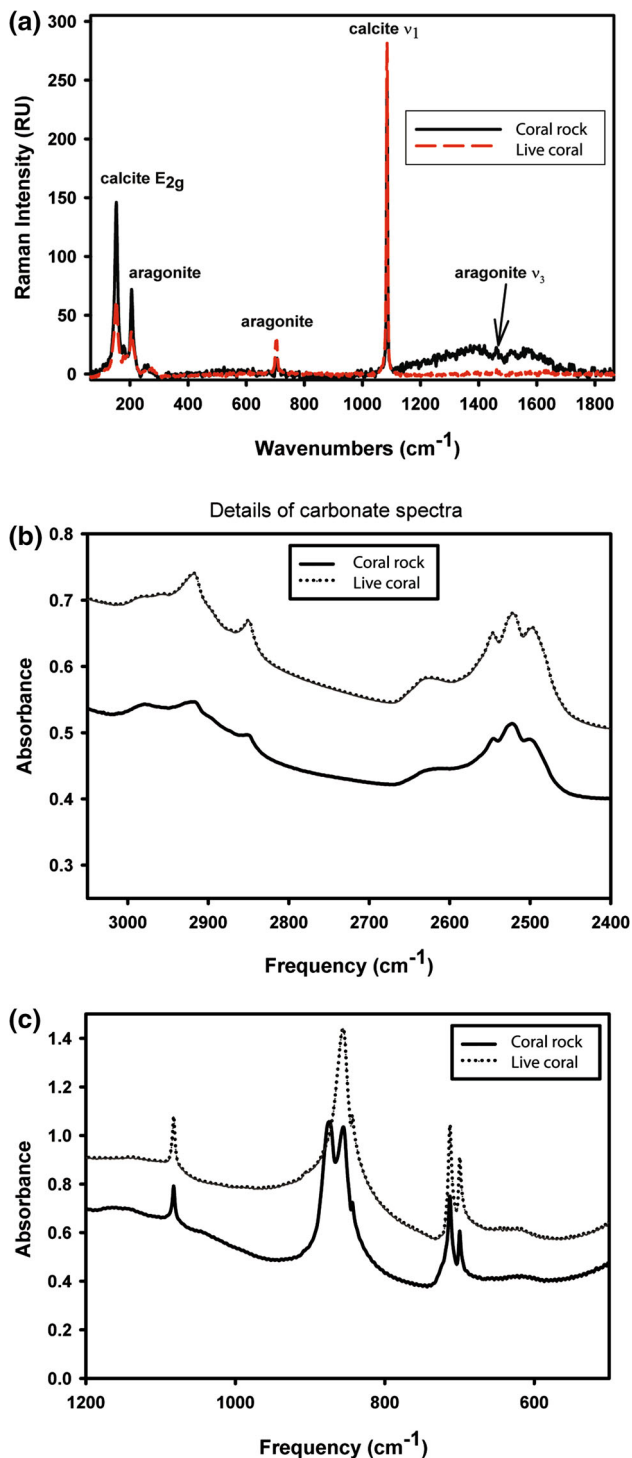 (a)
300
250
200
150
100
50
0
Raman Intensity (RU)
calcite ν1
calcite E2g
aragonite
aragonite
aragonite ν3
Coral rock
Live coral
200 400 600 800 1000 1200 1400 1600 1800
Wavenumbers (cm-1)
Details of carbonate spectra
(b)
0.8
0.7
0.6
0.5
0.4
0.3
Absorbance
Coral rock
Live coral
3000 2900 2800 2700 2600 2500 2400
Frequency (cm-1)
(c)
1.4
1.2
1.0
0.8
0.6
0.4
0.2
0.0
Absorbance
Coral rock
Live coral
1200 1000 800 600
Frequency (cm-1)